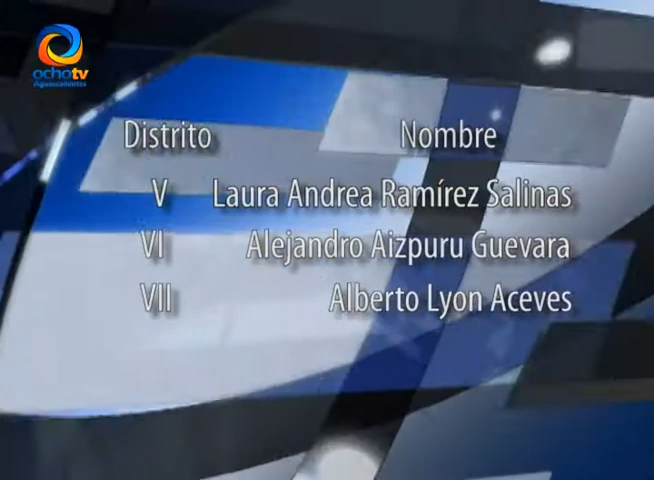 ochotv
Aguascalientes
Distrito Nombre
V Laura Andrea Ramírez Salinas
VI Alejandro Aizpuru Guevara
VII Alberto Lyon Aceves